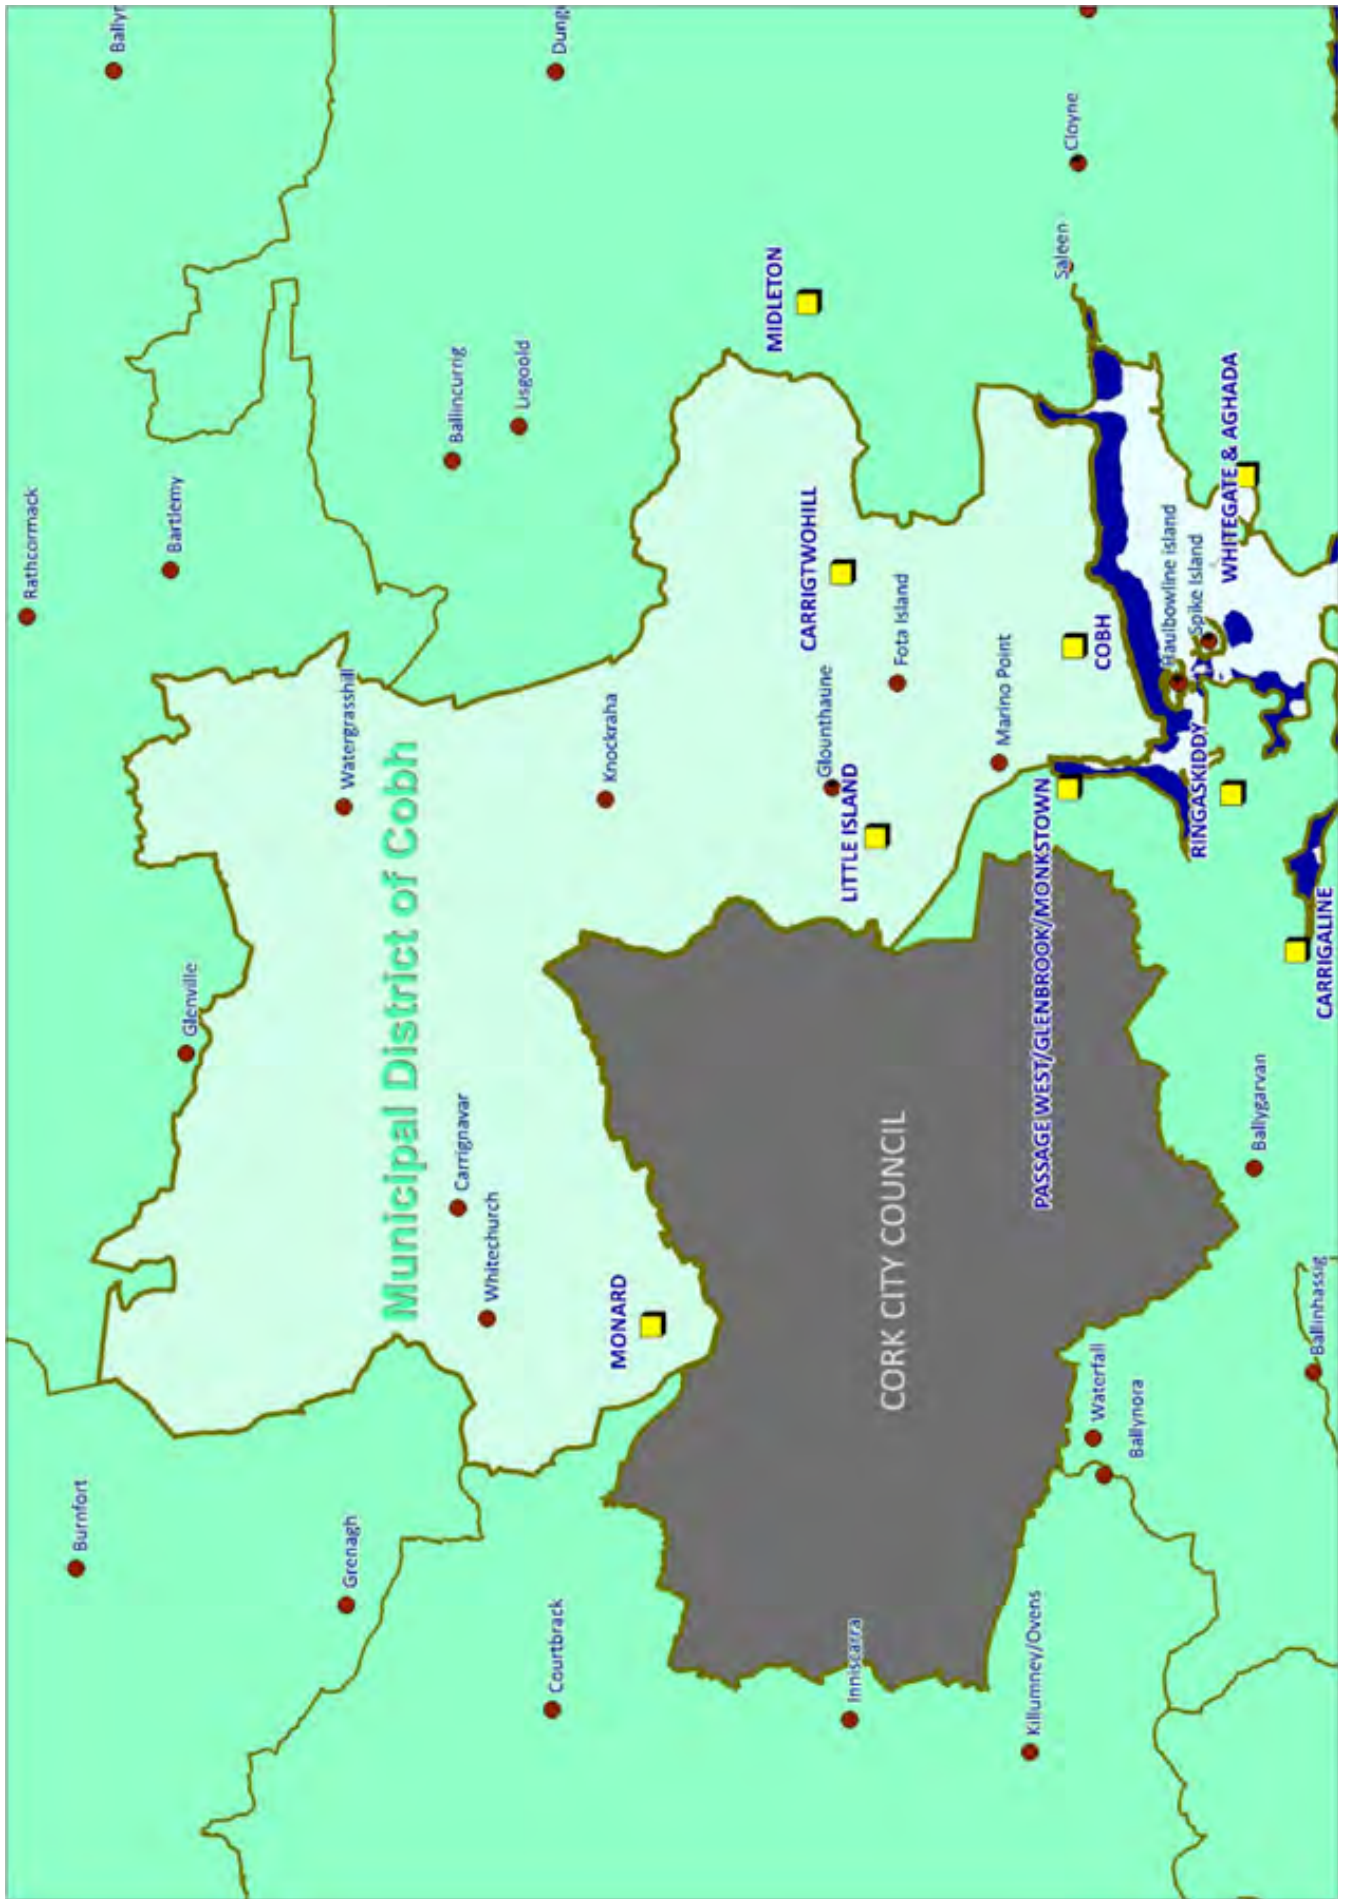 Rathcormack
Bartlemy
Ballincurrig
Lisgoold
MIDLETON
Saleen
Cloyne
Burnfort
Grenagh
Courtbrack
Glenville
Watergrasshill
Municipal District of Cobh
Carrignavar
Whitechurch
MONARD
Knockraha
CARRIGTWOHILL
Glounthaune
LITTLE ISLAND
Fota Island
Marino Point
COBH
Haulbowline island
Spike Island
WHITEGATE & AGHADA
CORK CITY COUNCIL
PASSAGE WEST/GLENBROOK/MONKSTOWN
RINGASKIDDY
CARRIGALINE
Inniscarra
Killumney/Ovens
Waterfall
Ballynora
Ballygarvan
Ballinhassig